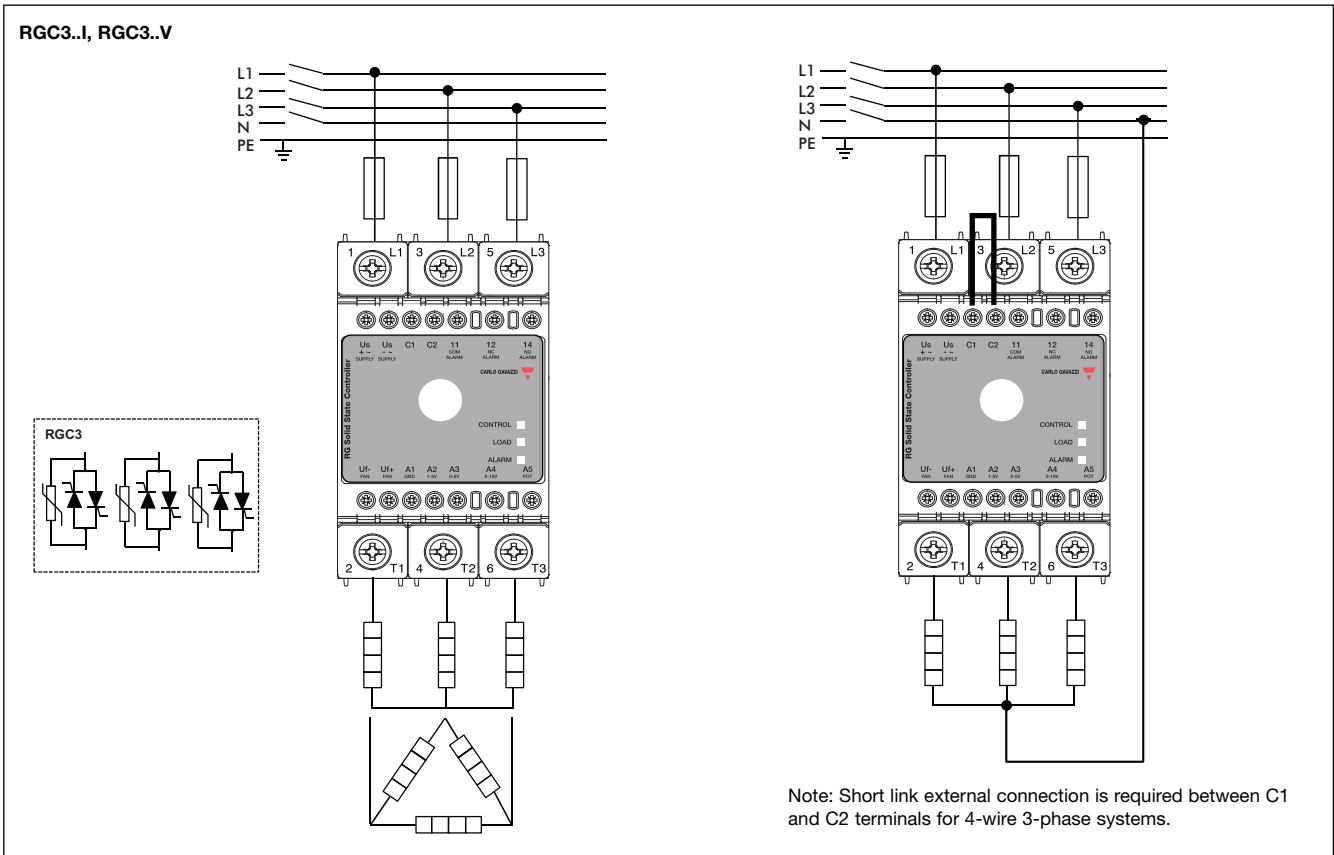 RGC3..I, RGC3..V
L1
L2
L3
N
PE
1 L1 3 L2 5 L3
Us Us C1 C2 11 12 14
+ ~ - ~ COM NC NO
SUPPLY SUPPLY ALARM ALARM ALARM
CARLO GAVAZZI
RG Solid State Controller
CONTROL
LOAD
ALARM
Uf- Uf+ A1 A2 A3 A4 A5
FAN FAN GND 1-5V 0-5V 0-10V POT
2 T1 4 T2 6 T3
RGC3
L1
L2
L3
N
PE
1 L1 3 L2 5 L3
Us Us C1 C2 11 12 14
+ ~ - ~ COM NC NO
SUPPLY SUPPLY ALARM ALARM ALARM
CARLO GAVAZZI
RG Solid State Controller
CONTROL
LOAD
ALARM
Uf- Uf+ A1 A2 A3 A4 A5
FAN FAN GND 1-5V 0-5V 0-10V POT
2 T1 4 T2 6 T3
Note: Short link external connection is required between C1
and C2 terminals for 4-wire 3-phase systems.